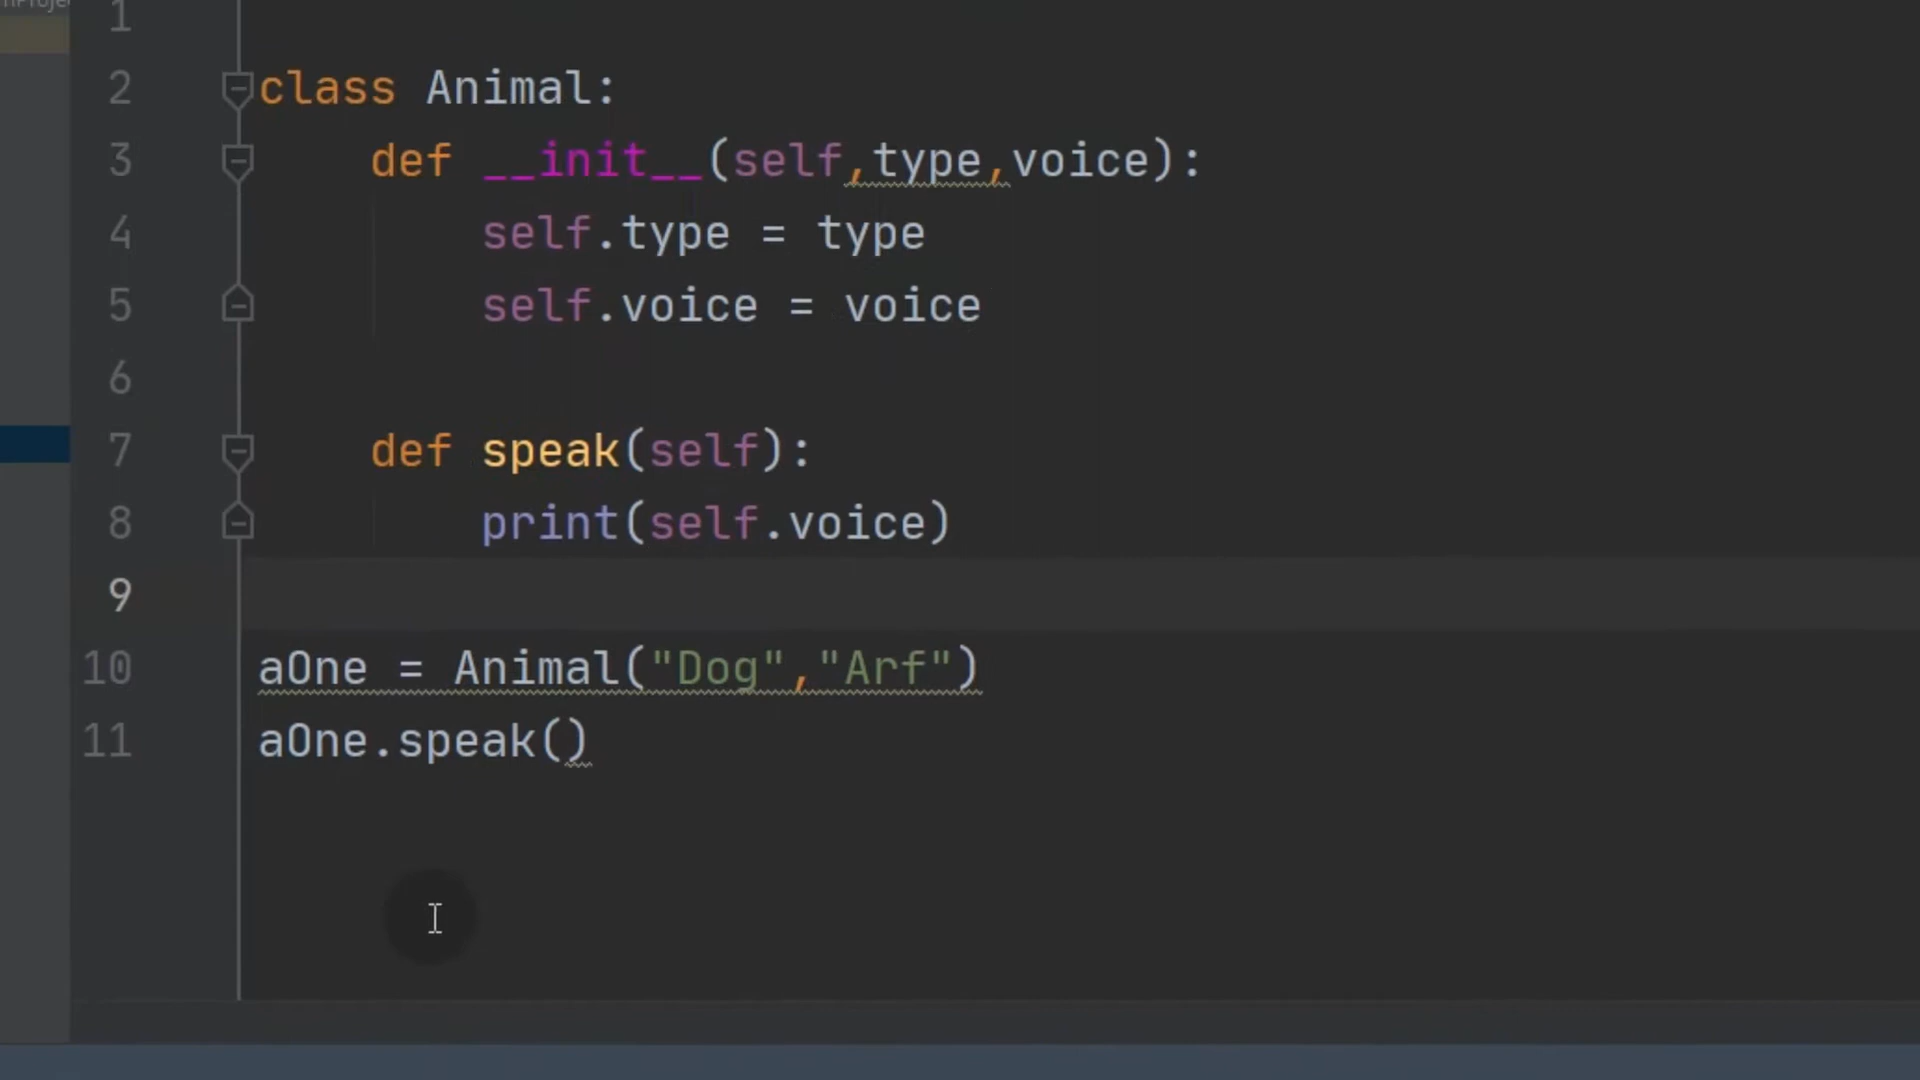 1
2 class Animal:
3     def __init__(self,type,voice):
4         self.type = type
5         self.voice = voice
6
7     def speak(self):
8         print(self.voice)
9
10 aOne = Animal("Dog","Arf")
11 aOne.speak()